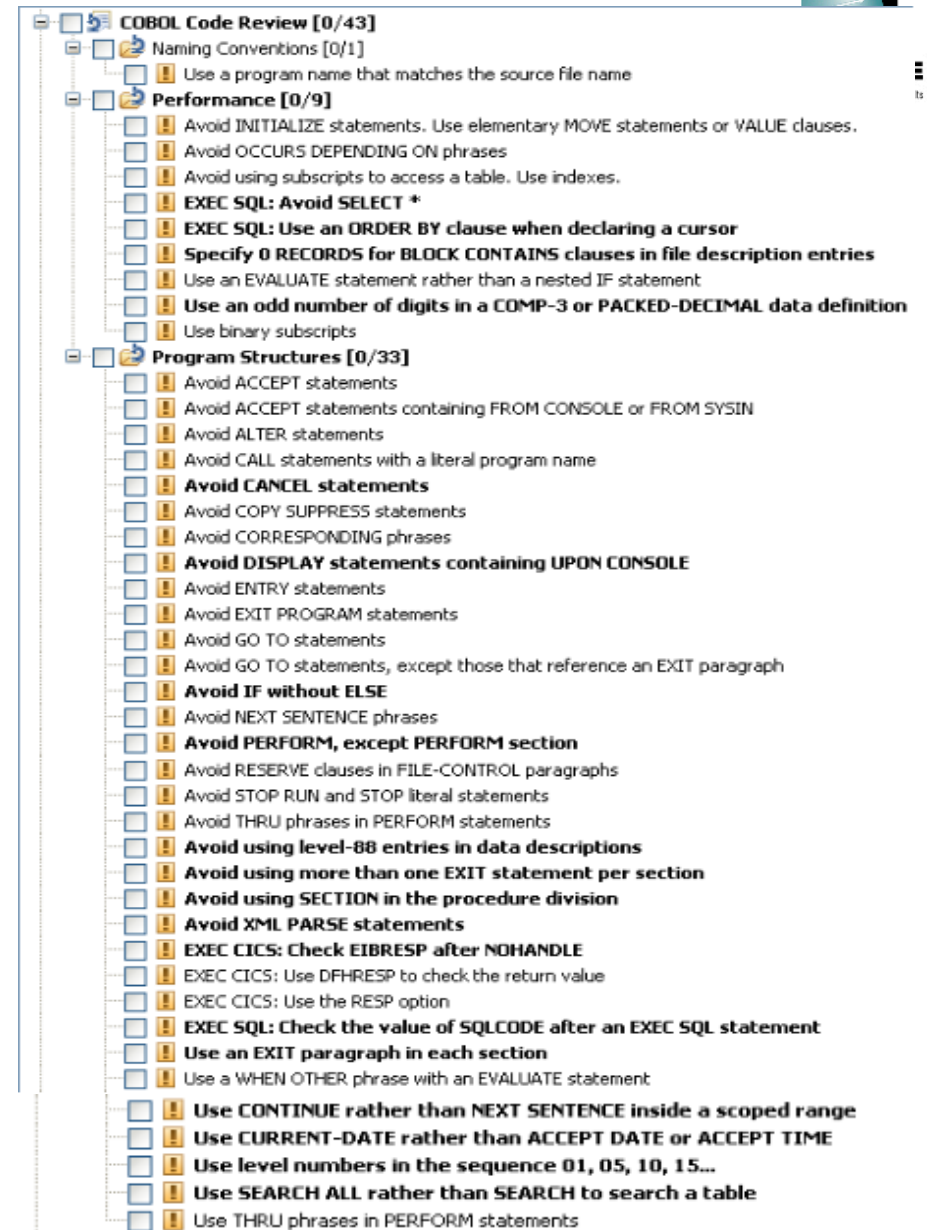 COBOL Code Review [0/43]
Naming Conventions [0/1]
Use a program name that matches the source file name
Performance [0/9]
Avoid INITIALIZE statements. Use elementary MOVE statements or VALUE clauses.
Avoid OCCURS DEPENDING ON phrases
Avoid using subscripts to access a table. Use indexes.
EXEC SQL: Avoid SELECT *
EXEC SQL: Use an ORDER BY clause when declaring a cursor
Specify 0 RECORDS for BLOCK CONTAINS clauses in file description entries
Use an EVALUATE statement rather than a nested IF statement
Use an odd number of digits in a COMP-3 or PACKED-DECIMAL data definition
Use binary subscripts
Program Structures [0/33]
Avoid ACCEPT statements
Avoid ACCEPT statements containing FROM CONSOLE or FROM SYSIN
Avoid ALTER statements
Avoid CALL statements with a literal program name
Avoid CANCEL statements
Avoid COPY SUPPRESS statements
Avoid CORRESPONDING phrases
Avoid DISPLAY statements containing UPON CONSOLE
Avoid ENTRY statements
Avoid EXIT PROGRAM statements
Avoid GO TO statements
Avoid GO TO statements, except those that reference an EXIT paragraph
Avoid IF without ELSE
Avoid NEXT SENTENCE phrases
Avoid PERFORM, except PERFORM section
Avoid RESERVE clauses in FILE-CONTROL paragraphs
Avoid STOP RUN and STOP literal statements
Avoid THRU phrases in PERFORM statements
Avoid using level-88 entries in data descriptions
Avoid using more than one EXIT statement per section
Avoid using SECTION in the procedure division
Avoid XML PARSE statements
EXEC CICS: Check EIBRESP after NOHANDLE
EXEC CICS: Use DFHRESP to check the return value
EXEC CICS: Use the RESP option
EXEC SQL: Check the value of SQLCODE after an EXEC SQL statement
Use an EXIT paragraph in each section
Use a WHEN OTHER phrase with an EVALUATE statement
Use CONTINUE rather than NEXT SENTENCE inside a scoped range
Use CURRENT-DATE rather than ACCEPT DATE or ACCEPT TIME
Use level numbers in the sequence 01, 05, 10, 15...
Use SEARCH ALL rather than SEARCH to search a table
Use THRU phrases in PERFORM statements